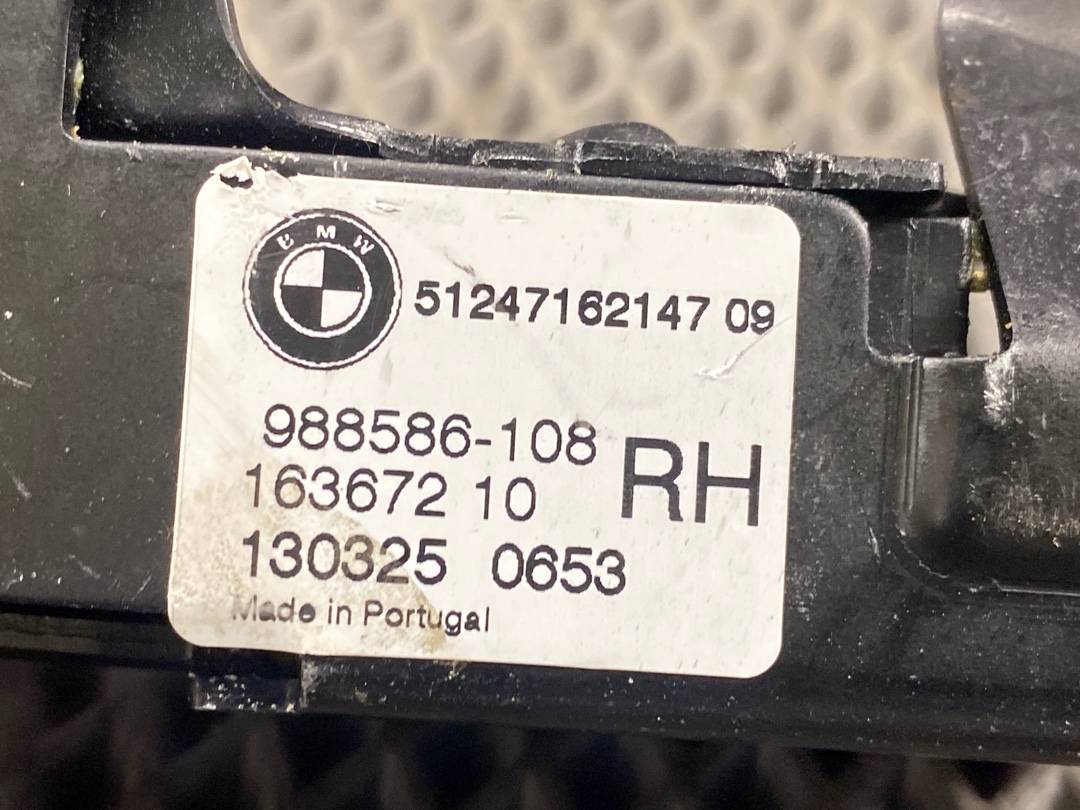 BMW
51247162147 09
988586-108
RH
163672 10
130325 0653
Made in Portugal